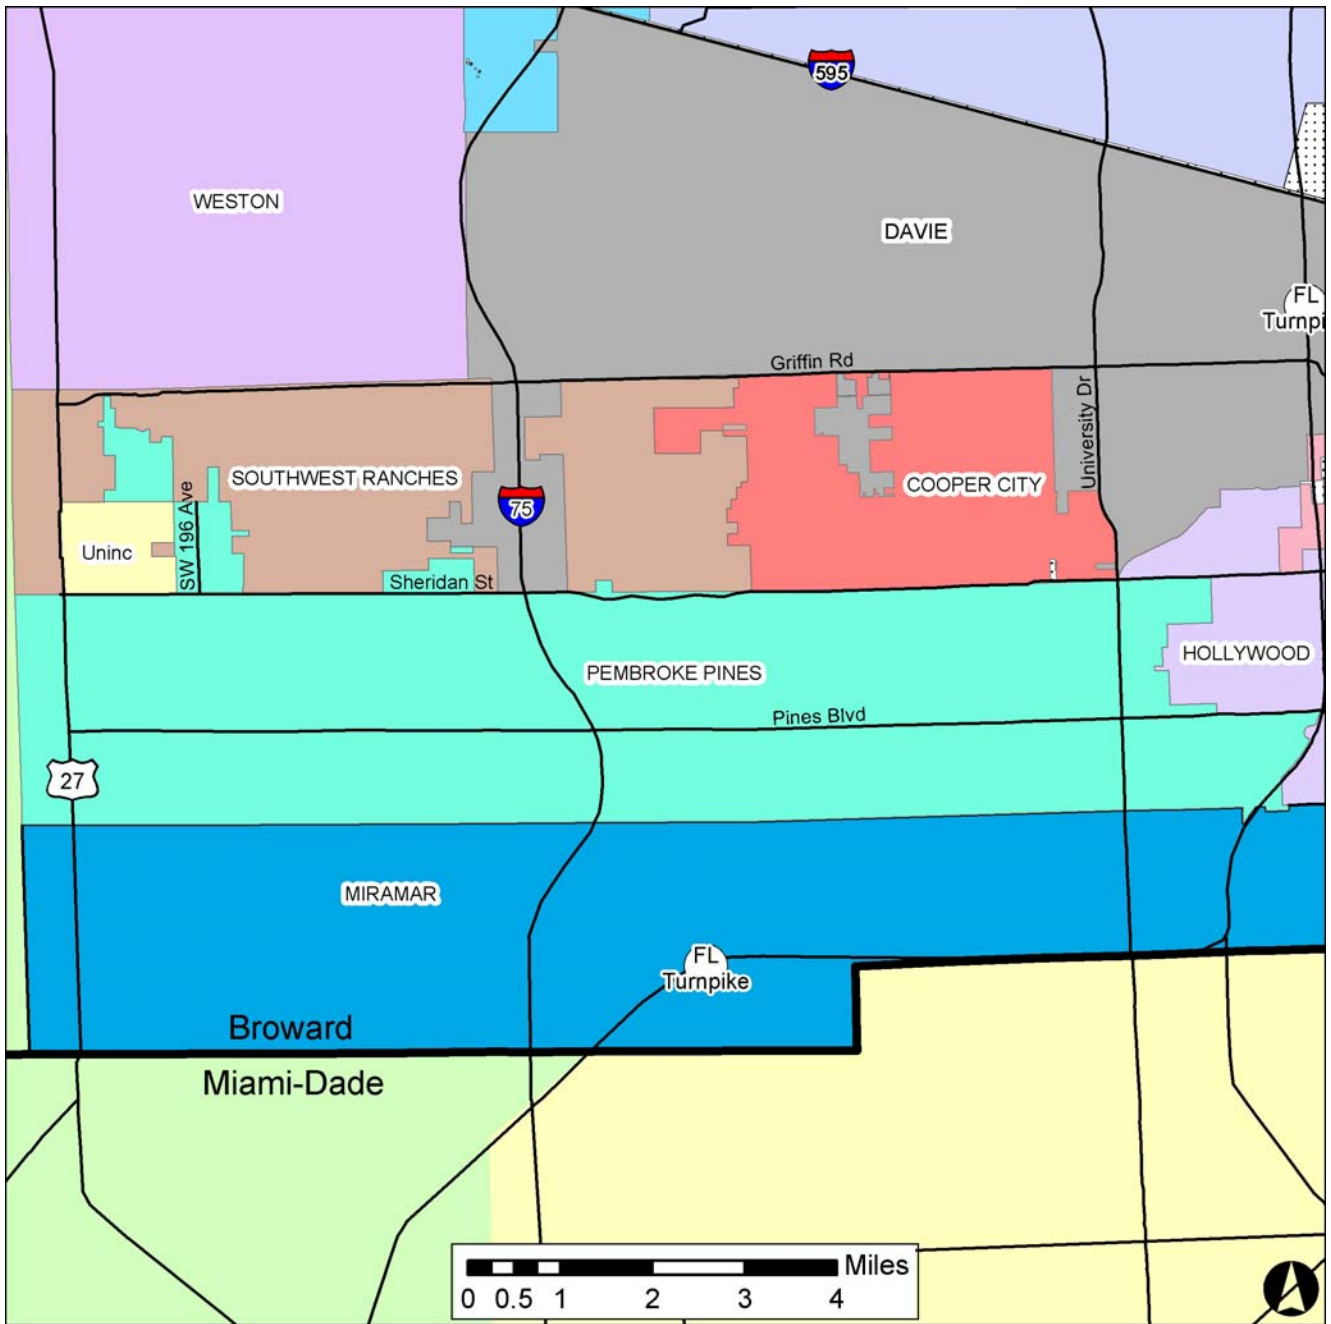 595
WESTON
DAVIE
FL
Turnpi
Griffin Rd
University Dr
SOUTHWEST RANCHES
COOPER CITY
SW 196 Ave
75
Uninc
Sheridan St
HOLLYWOOD
PEMBROKE PINES
Pines Blvd
27
MIRAMAR
FL
Turnpike
Broward
Miami-Dade
Miles
0 0.5 1 2 3 4